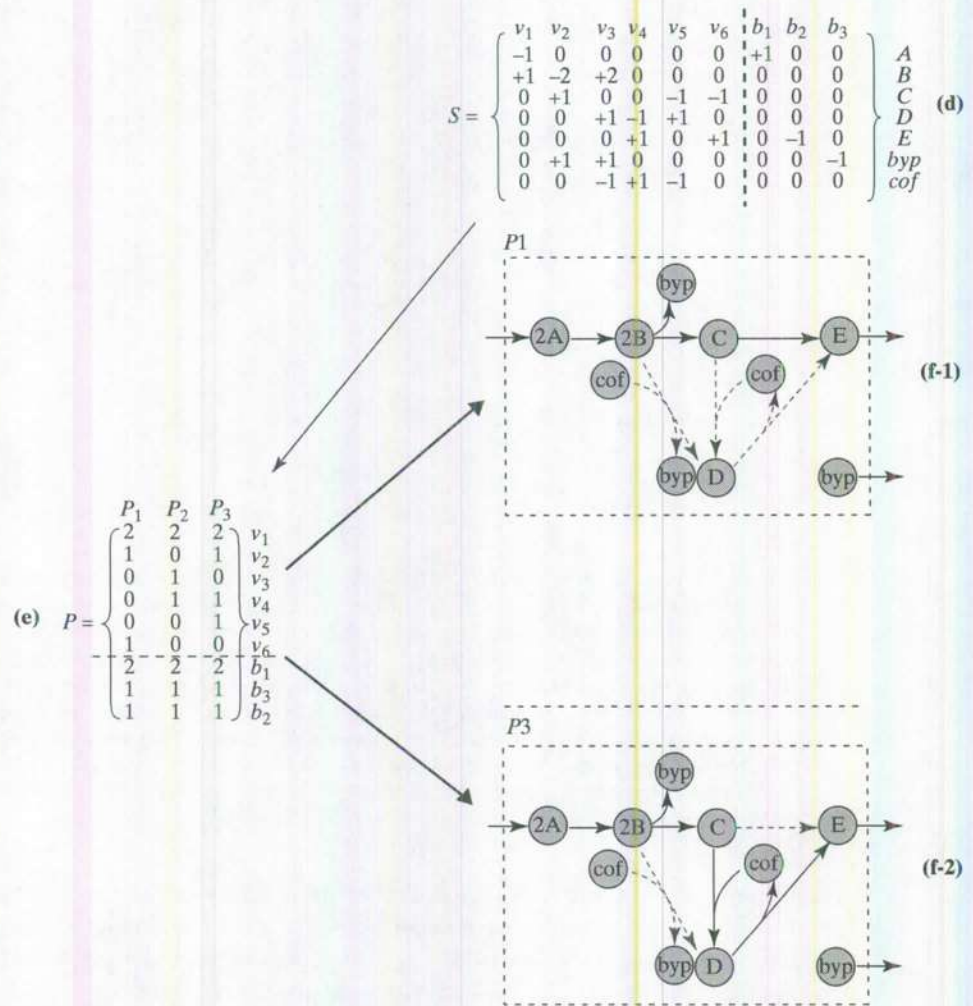 v1 v2 v3 v4 v5 v6 b1 b2 b3
−1 0 0 0 0 0 +1 0 0 A
+1 −2 +2 0 0 0 0 0 0 B
S = 0 +1 0 0 −1 −1 0 0 0 C (d)
0 0 +1 −1 +1 0 0 0 0 D
0 0 0 +1 0 +1 0 −1 0 E
0 +1 +1 0 0 0 0 0 −1 byp
0 0 −1 +1 −1 0 0 0 0 cof
P1
byp
2A 2B C E
(f-1)
cof cof
byp D byp
P1 P2 P3
2 2 2 v1
1 0 1 v2
0 1 0 v3
0 1 1 v4
(e) P = 0 0 1 v5
1 0 0 v6
2 2 2 b1
1 1 1 b3
1 1 1 b2
P3
byp
2A 2B C E
cof cof (f-2)
byp D byp